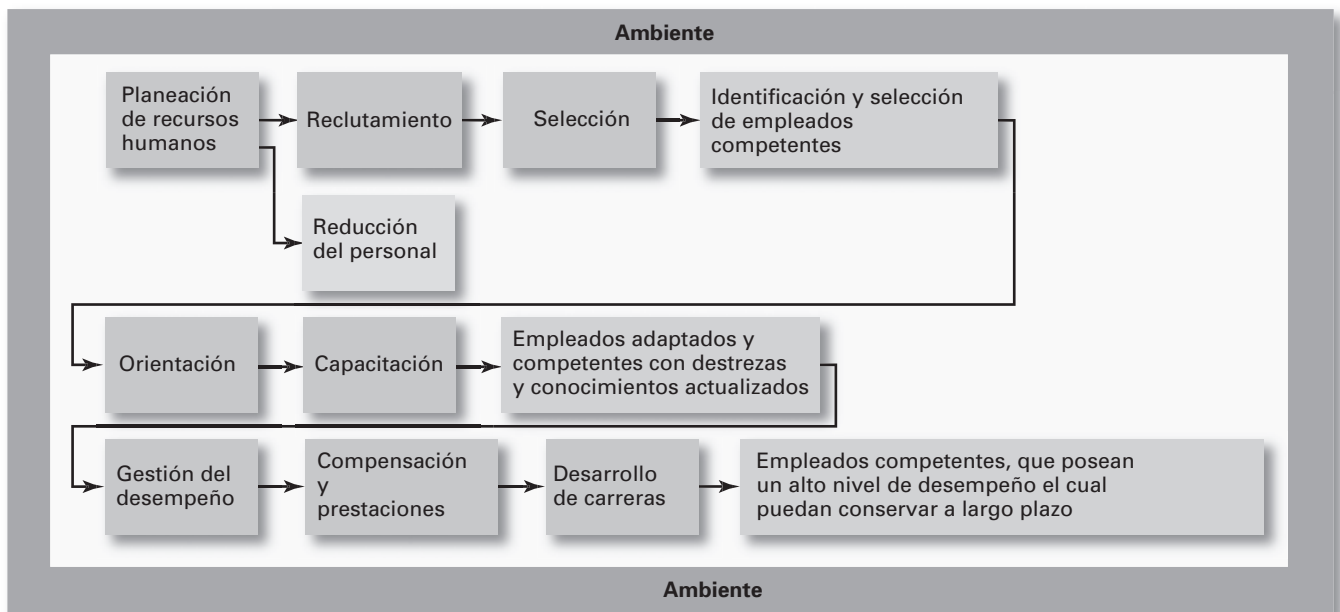 Ambiente
Planeación
de recursos
humanos
Reclutamiento
Selección
Identificación y selección
de empleados
competentes
Reducción
del personal
Orientación
Capacitación
Empleados adaptados y
competentes con destrezas
y conocimientos actualizados
Gestión del
desempeño
Compensación
y
prestaciones
Desarrollo
de carreras
Empleados competentes, que posean
un alto nivel de desempeño el cual
puedan conservar a largo plazo
Ambiente